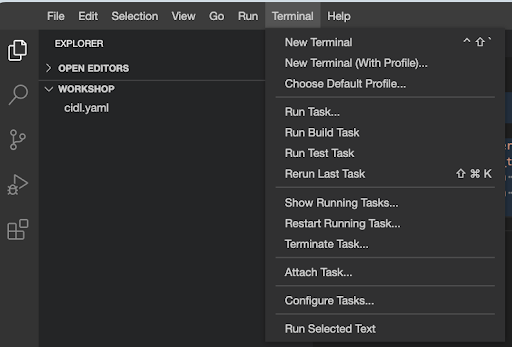 File Edit Selection View Go Run Terminal Help
EXPLORER
OPEN EDITORS
WORKSHOP
cidl.yaml
New Terminal ⌃⇧`
New Terminal (With Profile)...
Choose Default Profile...
Run Task...
Run Build Task
Run Test Task
Rerun Last Task ⇧⌘K
Show Running Tasks...
Restart Running Task...
Terminate Task...
Attach Task...
Configure Tasks...
Run Selected Text